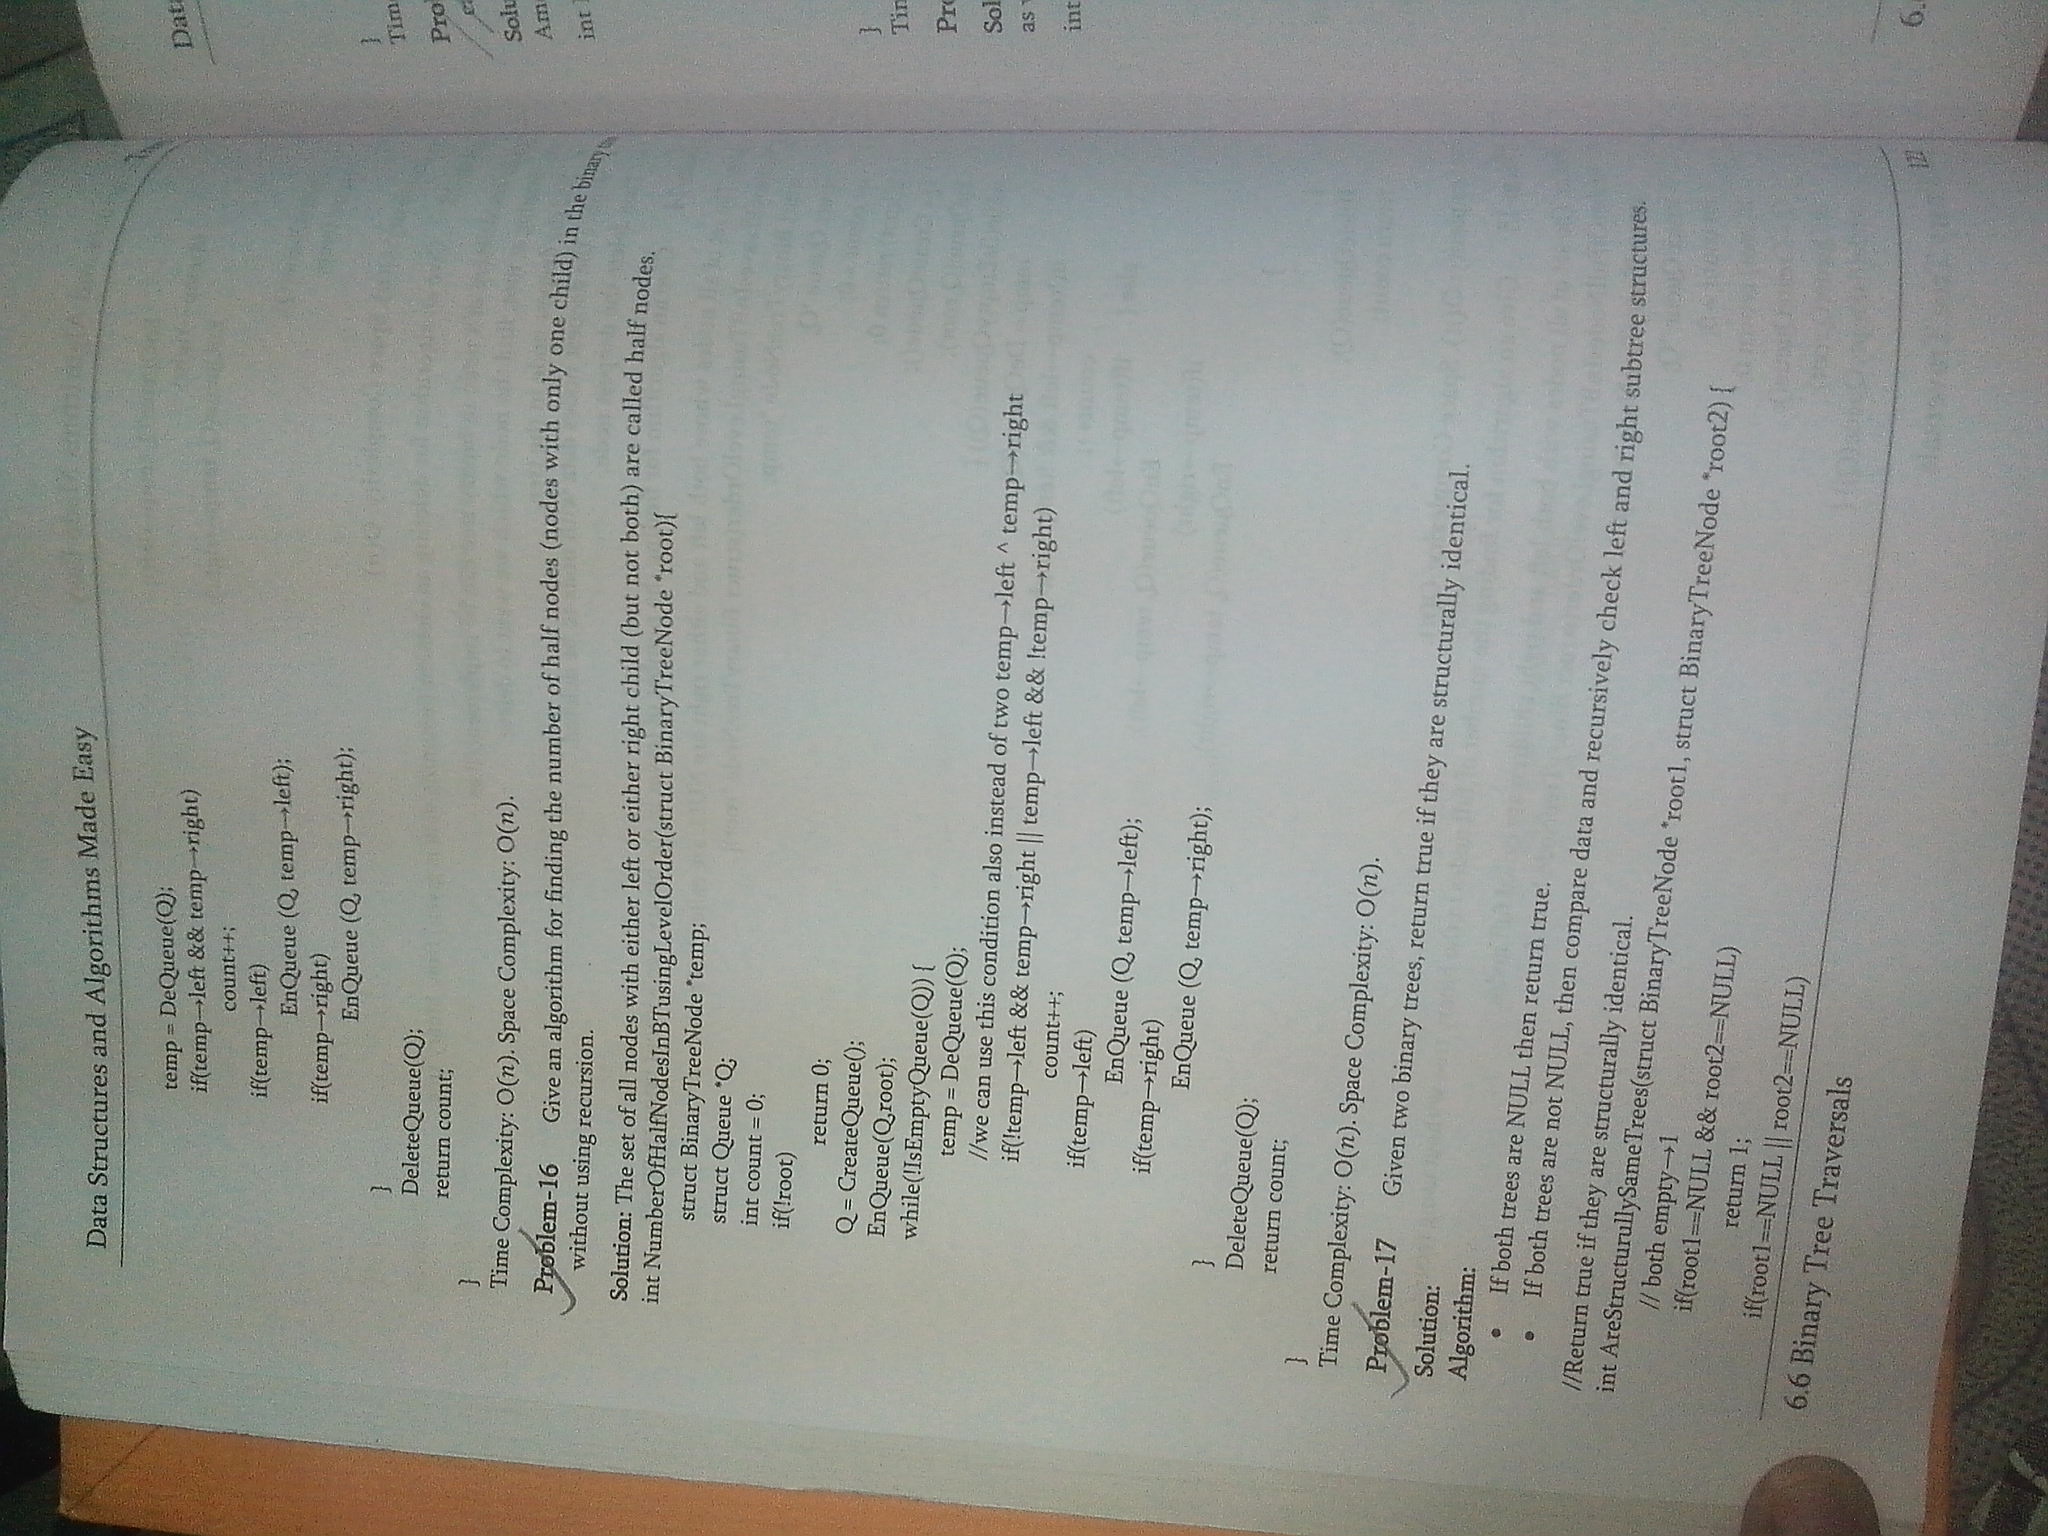 Data Structures and Algorithms Made Easy
temp = DeQueue(Q);
if(temp→left && temp→right)
count++;
if(temp→left)
EnQueue (Q, temp→left);
if(temp→right)
EnQueue (Q, temp→right);
}
DeleteQueue(Q);
return count;
}
Time Complexity: O(n). Space Complexity: O(n).
Problem-16 Give an algorithm for finding the number of half nodes (nodes with only one child) in the binary
without using recursion.
Solution: The set of all nodes with either left or either right child (but not both) are called half nodes.
int NumberOfHalfNodesInBTusingLevelOrder(struct BinaryTreeNode *root){
struct BinaryTreeNode *temp;
struct Queue *Q;
int count = 0;
if(!root)
return 0;
Q = CreateQueue();
EnQueue(Q,root);
while(!IsEmptyQueue(Q)) {
temp = DeQueue(Q);
//we can use this condition also instead of two temp→left ^ temp→right
if(!temp→left && temp→right || temp→left && !temp→right)
count++;
if(temp→left)
EnQueue (Q, temp→left);
if(temp→right)
EnQueue (Q, temp→right);
}
DeleteQueue(Q);
return count;
}
Time Complexity: O(n). Space Complexity: O(n).
Problem-17 Given two binary trees, return true if they are structurally identical.
Solution:
Algorithm:
• If both trees are NULL then return true.
• If both trees are not NULL, then compare data and recursively check left and right subtree structures.
//Return true if they are structurally identical.
int AreStructurullySameTrees(struct BinaryTreeNode *root1, struct BinaryTreeNode *root2) {
// both empty→1
if(root1==NULL && root2==NULL)
return 1;
if(root1==NULL || root2==NULL)
6.6 Binary Tree Traversals
Data
}
}
int
as
int